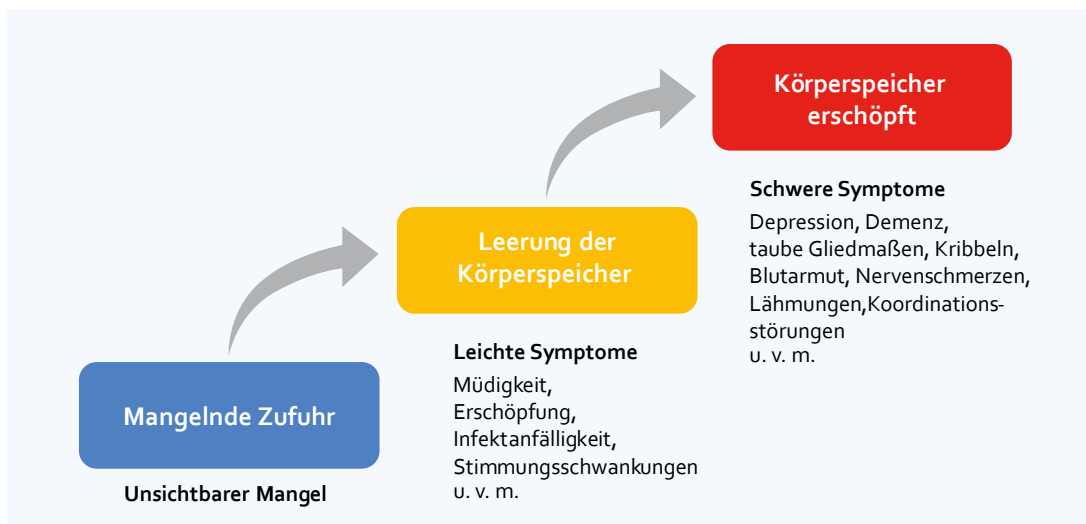 Mangelnde Zufuhr
Unsichtbarer Mangel
Leerung der
Körperspeicher
Leichte Symptome
Müdigkeit,
Erschöpfung,
Infektanfälligkeit,
Stimmungsschwankungen
u. v. m.
Körperspeicher
erschöpft
Schwere Symptome
Depression, Demenz,
taube Gliedmaßen, Kribbeln,
Blutarmut, Nervenschmerzen,
Lähmungen,Koordinations-
störungen
u. v. m.